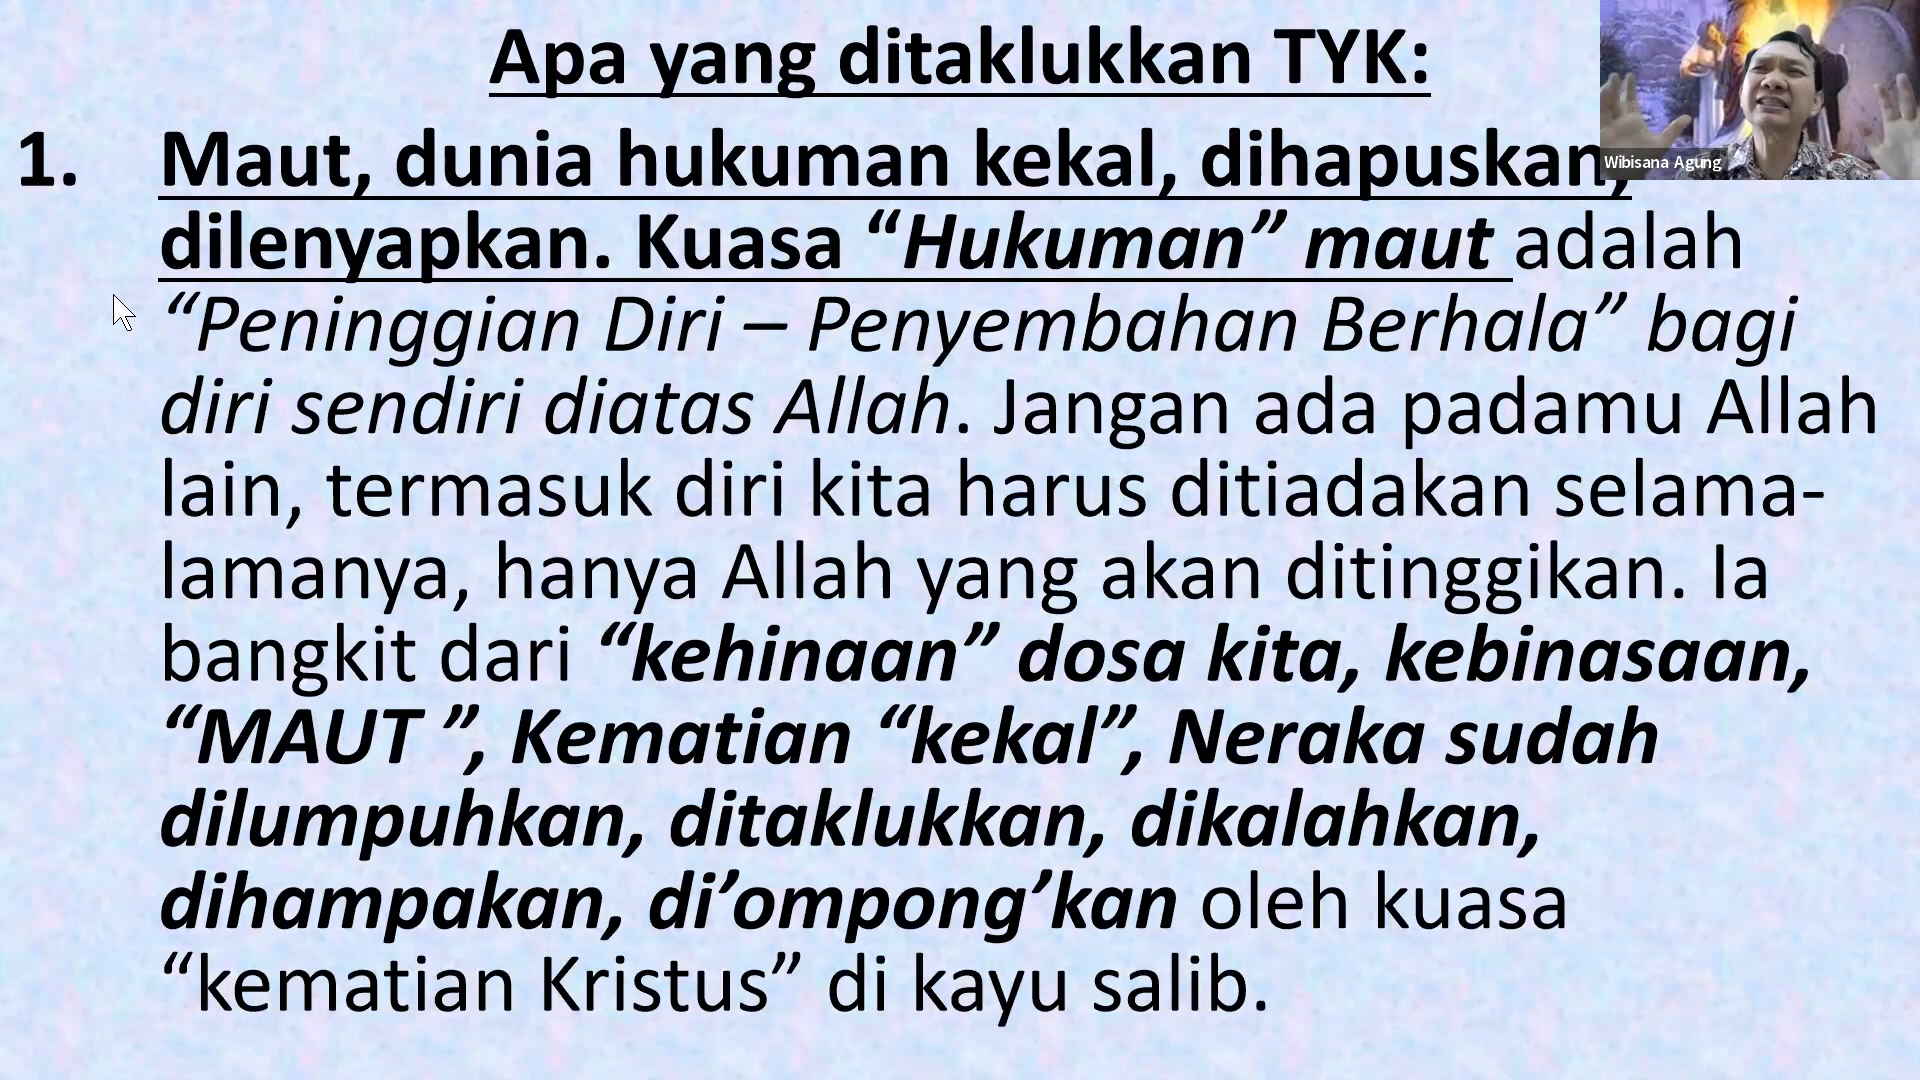 Apa yang ditaklukkan TYK:
1. Maut, dunia hukuman kekal, dihapuskan,
Wibisana Agung
dilenyapkan. Kuasa “Hukuman” maut adalah
“Peninggian Diri – Penyembahan Berhala” bagi
diri sendiri diatas Allah. Jangan ada padamu Allah
lain, termasuk diri kita harus ditiadakan selama-
lamanya, hanya Allah yang akan ditinggikan. Ia
bangkit dari “kehinaan” dosa kita, kebinasaan,
“MAUT ”, Kematian “kekal”, Neraka sudah
dilumpuhkan, ditaklukkan, dikalahkan,
dihampakan, di’ompong’kan oleh kuasa
“kematian Kristus” di kayu salib.